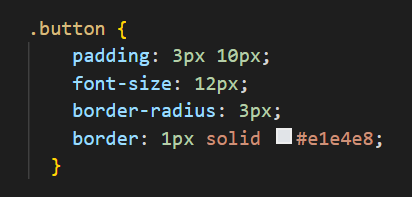 .button {
padding: 3px 10px;
font-size: 12px;
border-radius: 3px;
border: 1px solid #e1e4e8;
}